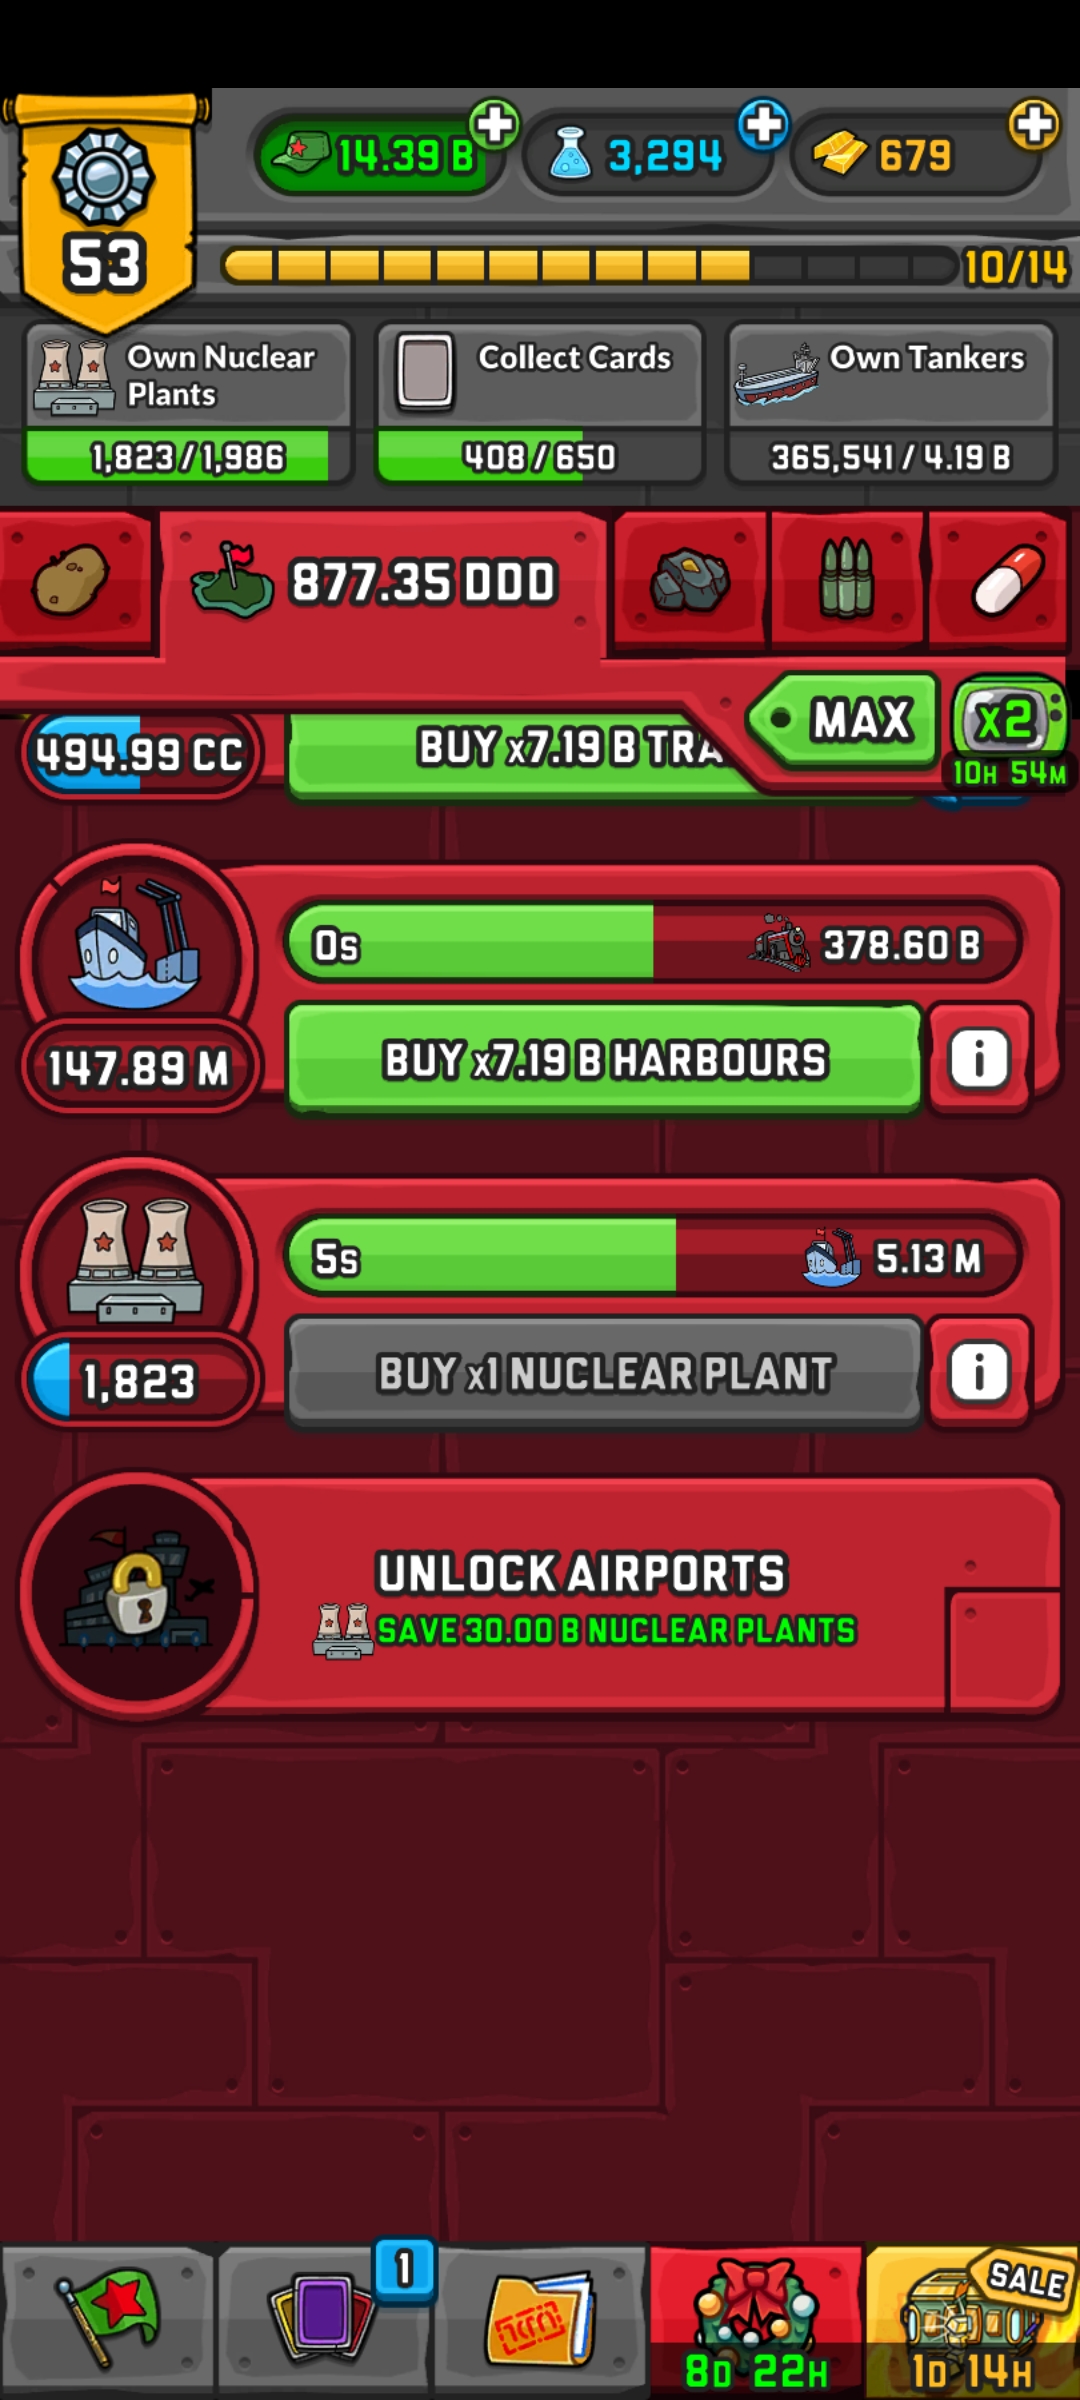 53
14.39 B
3,294
679
10/14
Own Nuclear
Plants
1,823/1,986
Collect Cards
408/650
Own Tankers
365,541/4.19 B
877.35 DDD
MAX
x2
10H 54M
494.99 CC
BUY x7.19 B TRA
0s
378.60 B
147.89 M
BUY x7.19 B HARBOURS
i
5s
5.13 M
1,823
BUY x1 NUCLEAR PLANT
i
UNLOCK AIRPORTS
SAVE 30.00 B NUCLEAR PLANTS
1
8D 22H
SALE
1D 14H